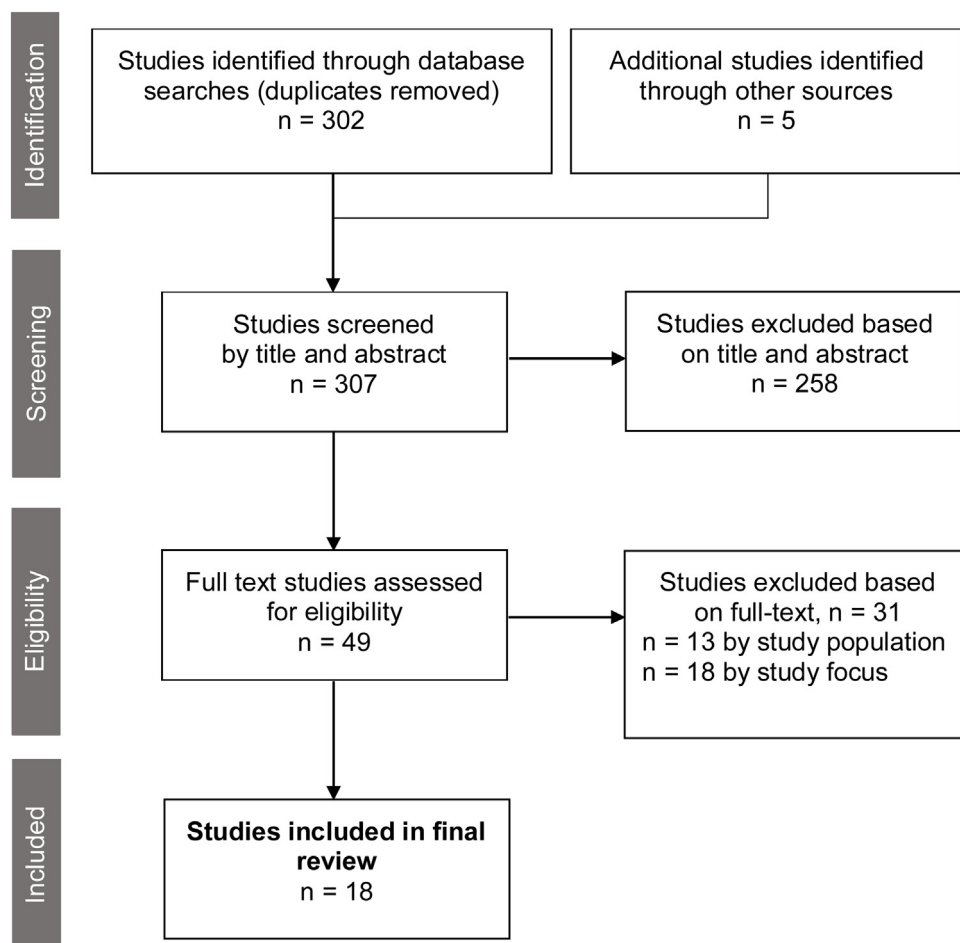 Identification
Studies identified through database
searches (duplicates removed)
n = 302
Additional studies identified
through other sources
n = 5
Screening
Studies screened
by title and abstract
n = 307
Studies excluded based
on title and abstract
n = 258
Eligibility
Full text studies assessed
for eligibility
n = 49
Studies excluded based
on full-text, n = 31
n = 13 by study population
n = 18 by study focus
Included
Studies included in final
review
n = 18